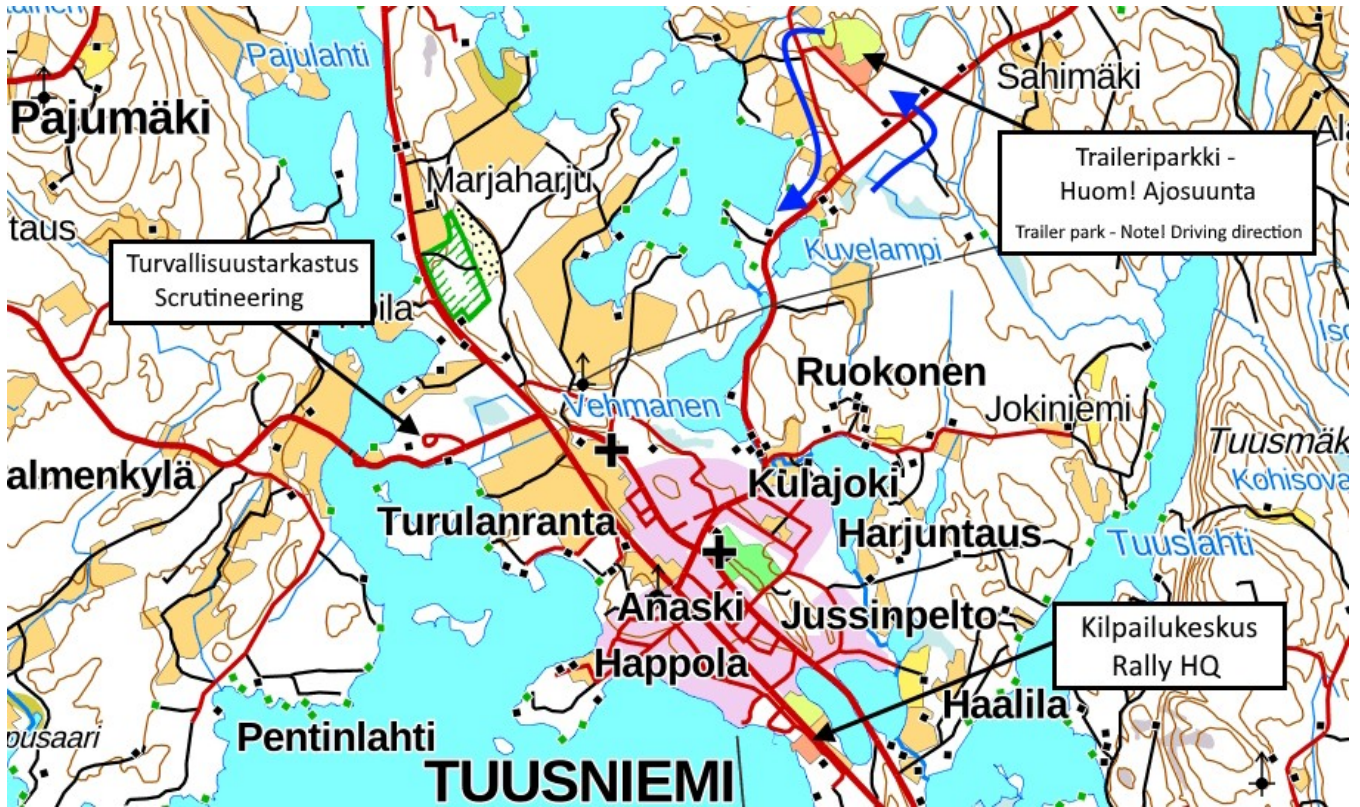 Pajulahti
Sahimäki
Pajumäki
Traileriparkki -
Huom! Ajosuunta
Trailer park - Note! Driving direction
Marjaharju
taus
Kuvelampi
Turvallisuustarkastus
Scrutineering
Ruokonen
Vehmanen
Jokiniemi
Kohisova
almenkylä
Kulajoki
Turulanranta
Harjuntaus
Tuuslahti
Anaski
Jussinpelto
Kilpailukeskus
Rally HQ
Happola
Haalila
Pentinlahti
TUUSNIEMI